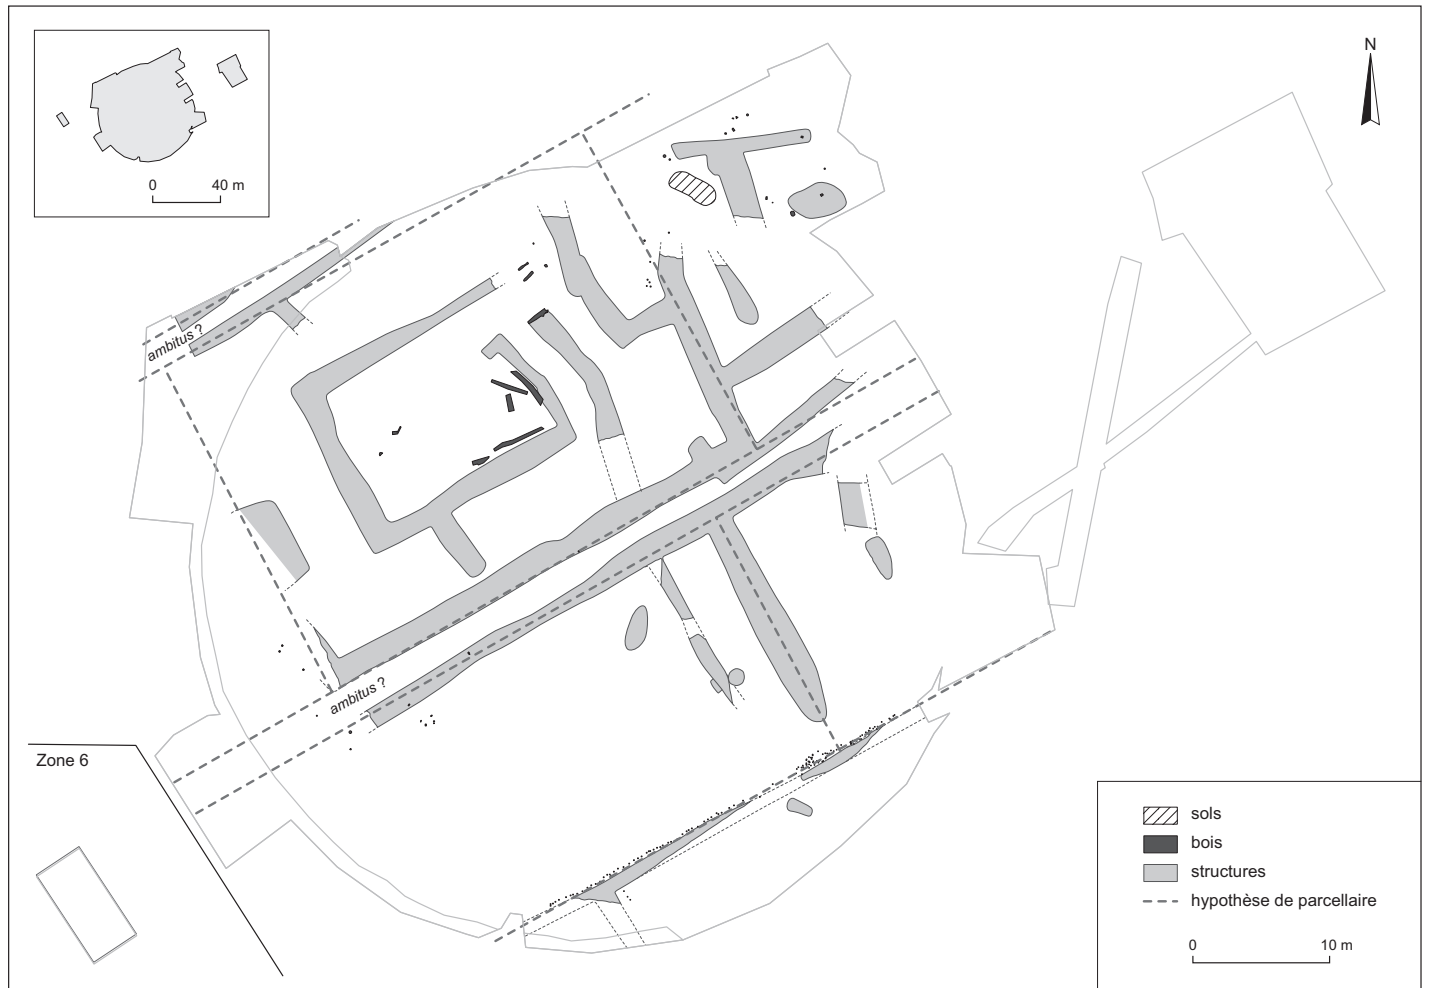 0 40 m
N
ambitus ?
ambitus ?
Zone 6
sols
bois
structures
hypothèse de parcellaire
0 10 m